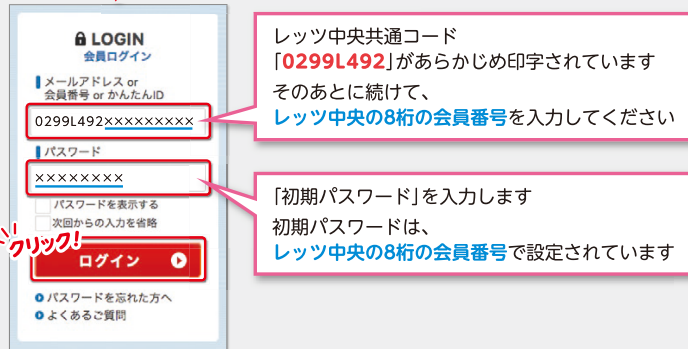 LOGIN
会員ログイン
メールアドレス or
会員番号 or かんたんID
0299L492×××××××××
パスワード
××××××××
パスワードを表示する
次回からの入力を省略
クリック!
ログイン
パスワードを忘れた方へ
よくあるご質問
レッツ中央共通コード
「0299L492」があらかじめ印字されています
そのあとに続けて、
レッツ中央の8桁の会員番号を入力してください
「初期パスワード」を入力します
初期パスワードは、
レッツ中央の8桁の会員番号で設定されています